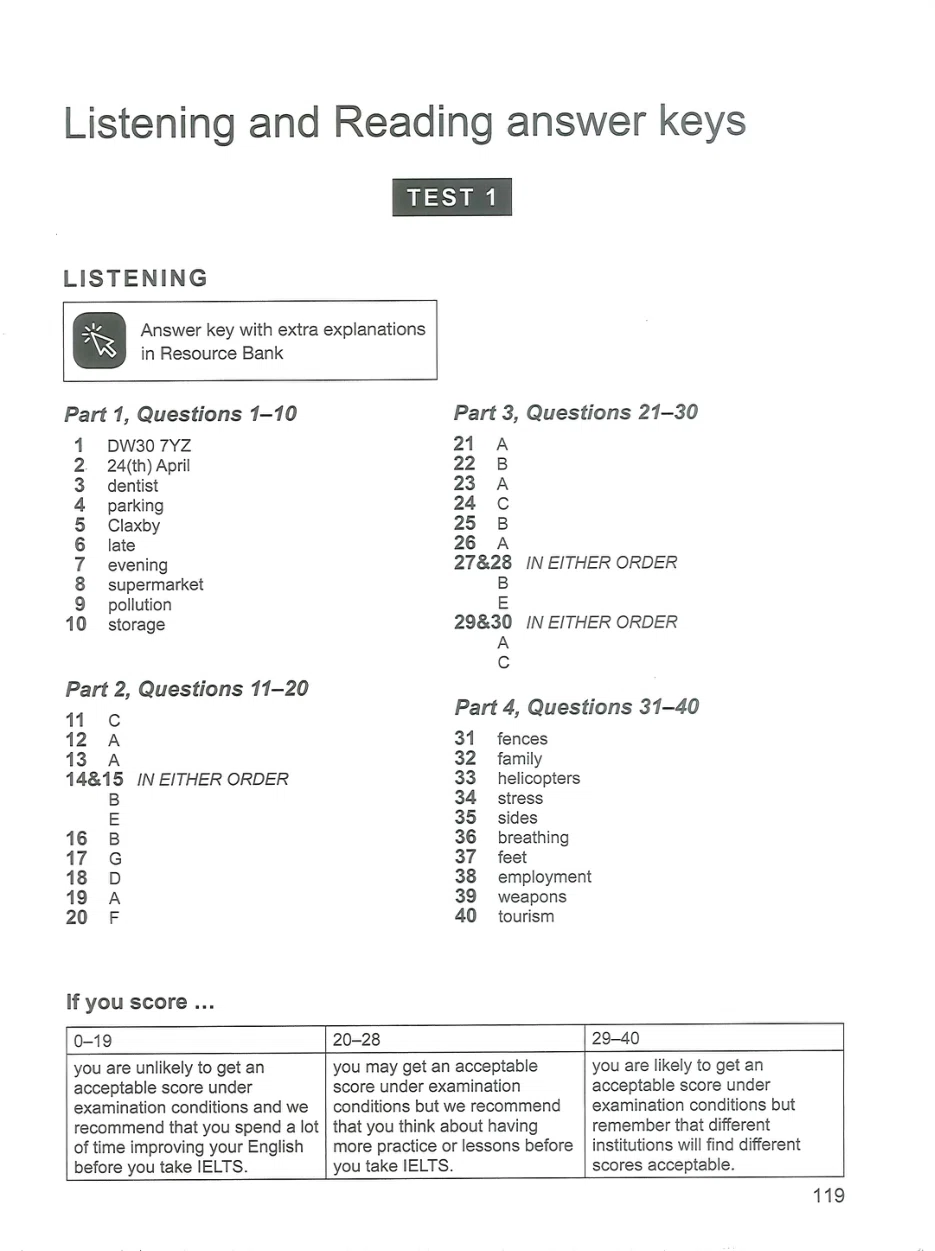 Listening and Reading answer keys
TEST 1
LISTENING
Answer key with extra explanations
in Resource Bank
Part 1, Questions 1–10
1 DW30 7YZ
2 24(th) April
3 dentist
4 parking
5 Claxby
6 late
7 evening
8 supermarket
9 pollution
10 storage
Part 2, Questions 11–20
11 C
12 A
13 A
14&15 IN EITHER ORDER
B
E
16 B
17 G
18 D
19 A
20 F
Part 3, Questions 21–30
21 A
22 B
23 A
24 C
25 B
26 A
27&28 IN EITHER ORDER
B
E
29&30 IN EITHER ORDER
A
C
Part 4, Questions 31–40
31 fences
32 family
33 helicopters
34 stress
35 sides
36 breathing
37 feet
38 employment
39 weapons
40 tourism
If you score ...
0–19
you are unlikely to get an
acceptable score under
examination conditions and we
recommend that you spend a lot
of time improving your English
before you take IELTS.
20–28
you may get an acceptable
score under examination
conditions but we recommend
that you think about having
more practice or lessons before
you take IELTS.
29–40
you are likely to get an
acceptable score under
examination conditions but
remember that different
institutions will find different
scores acceptable.
119